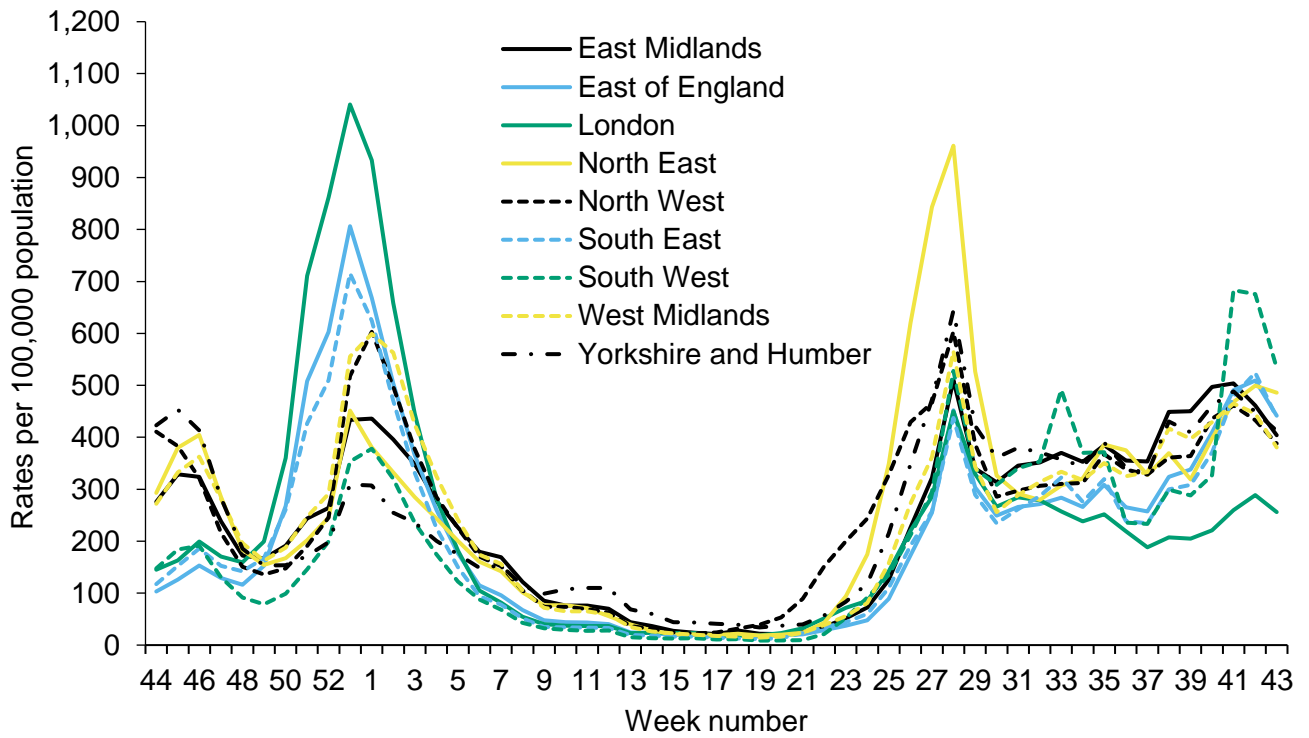 1,200
1,100
1,000
900
800
700
600
500
400
300
200
100
0
Rates per 100,000 population
East Midlands
East of England
London
North East
North West
South East
South West
West Midlands
Yorkshire and Humber
44 46 48 50 52 1 3 5 7 9 11 13 15 17 19 21 23 25 27 29 31 33 35 37 39 41 43
Week number